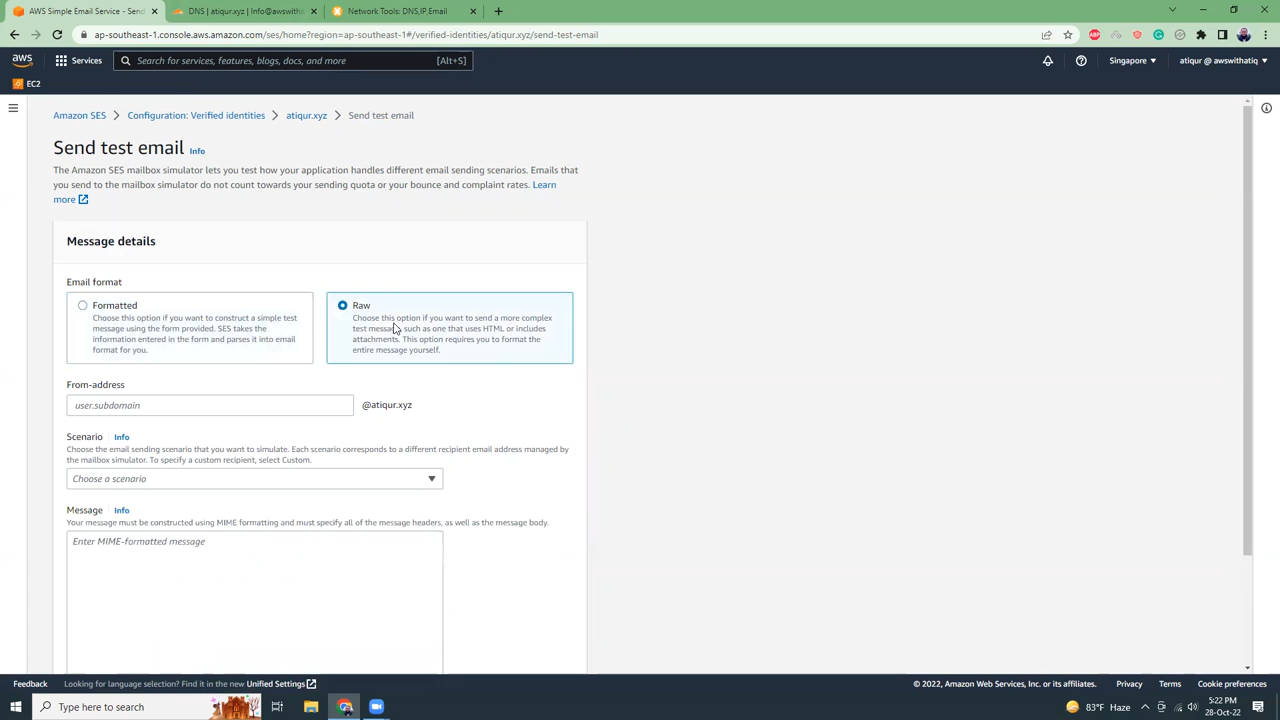 AWS Simple Email Service - Send
DNS | atiqur.xyz | Info@awswithat
Network Tools: DNS,IP,Email
ap-southeast-1.console.aws.amazon.com/ses/home?region=ap-southeast-1#/verified-identities/atiqur.xyz/send-test-email
aws
Services
Search for services, features, blogs, docs, and more
[Alt+S]
Singapore
atiqur @ awswithatiq
EC2
Amazon SES
Configuration: Verified identities
atiqur.xyz
Send test email
Send test email Info
The Amazon SES mailbox simulator lets you test how your application handles different email sending scenarios. Emails that
you send to the mailbox simulator do not count towards your sending quota or your bounce and complaint rates. Learn
more
Message details
Email format
Formatted
Choose this option if you want to construct a simple test
message using the form provided. SES takes the
information entered in the form and parses it into email
format for you.
Raw
Choose this option if you want to send a more complex
test message, such as one that uses HTML or includes
attachments. This option requires you to format the
entire message yourself.
From-address
user.subdomain
@atiqur.xyz
Scenario Info
Choose the email sending scenario that you want to simulate. Each scenario corresponds to a different recipient email address managed by
the mailbox simulator. To specify a custom recipient, select Custom.
Choose a scenario
Message Info
Your message must be constructed using MIME formatting and must specify all of the message headers, as well as the message body.
Enter MIME-formatted message
Feedback
Looking for language selection? Find it in the new Unified Settings
© 2022, Amazon Web Services, Inc. or its affiliates.
Privacy
Terms
Cookie preferences
Type here to search
83°F Haze
5:22 PM
28-Oct-22